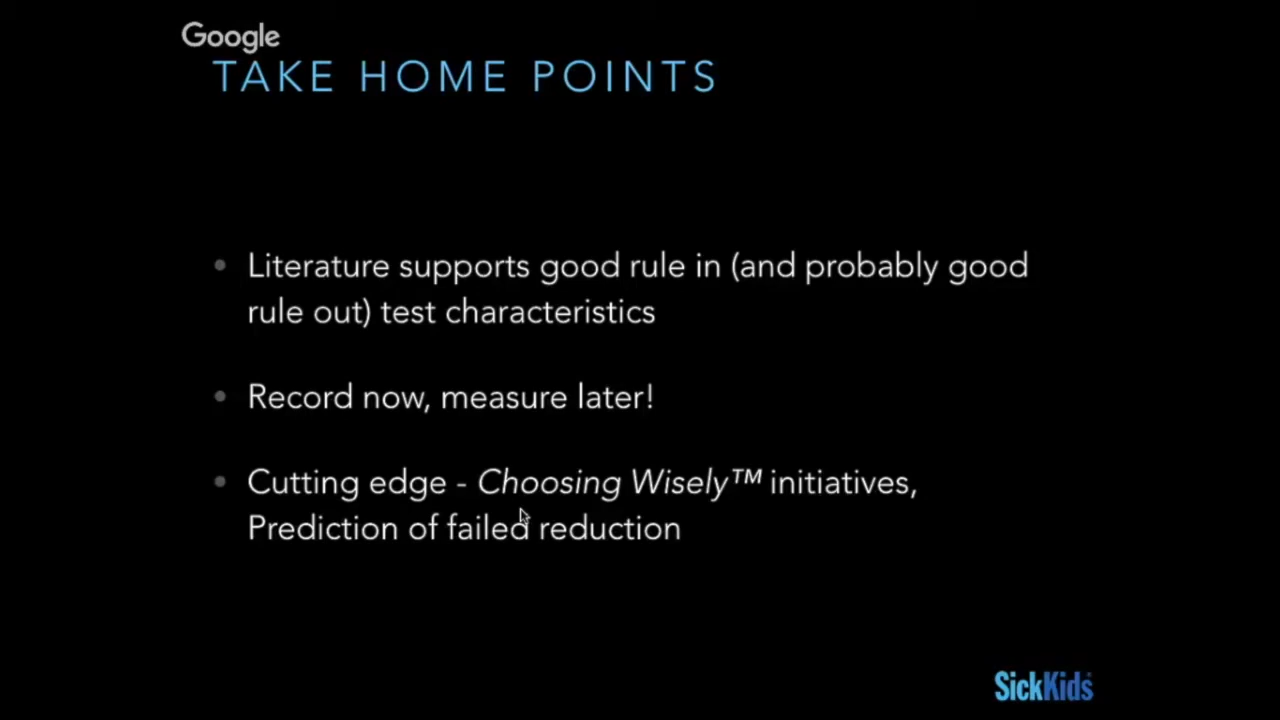 Google
TAKE HOME POINTS
• Literature supports good rule in (and probably good
rule out) test characteristics
• Record now, measure later!
• Cutting edge - Choosing Wisely™ initiatives,
Prediction of failed reduction
SickKids®